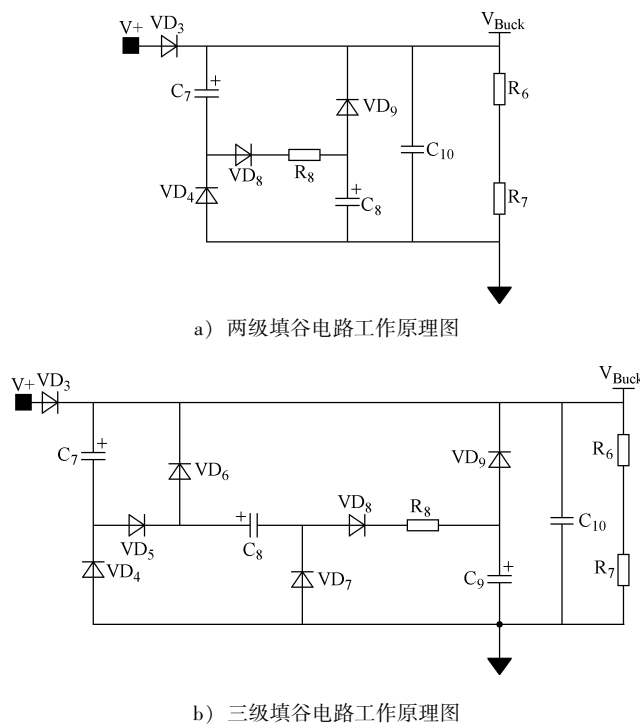 V+ VD3 VBuck
C7 + VD9 R6
VD8 R8 C10
VD4 + C8 R7
a) 两级填谷电路工作原理图
V+ VD3 VBuck
C7 + VD6 VD9 R6
VD8 R8
VD5 + C8 C10
VD4 VD7 C9 + R7
b) 三级填谷电路工作原理图